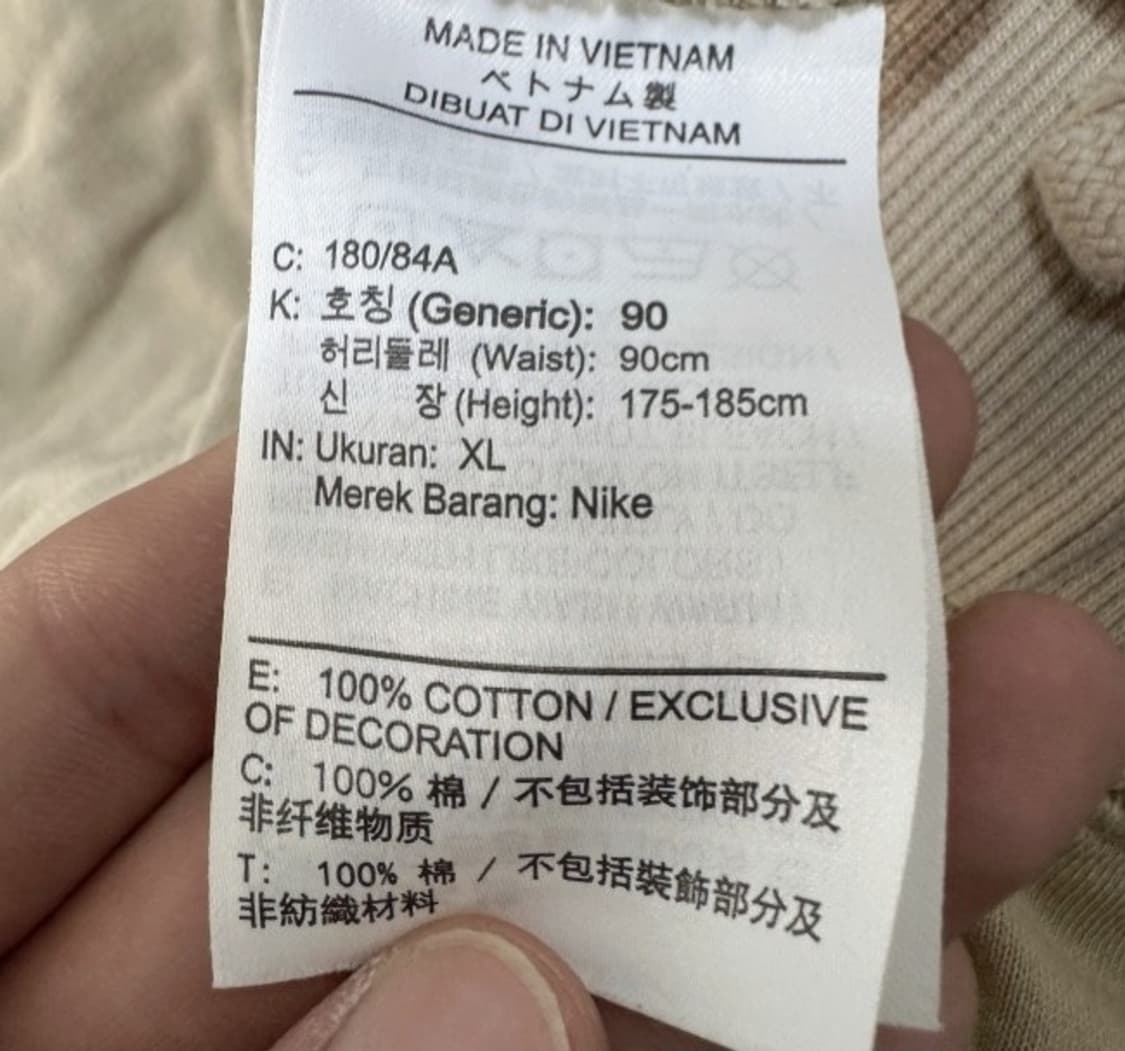 MADE IN VIETNAM
ベトナム製
DIBUAT DI VIETNAM
C: 180/84A
K: 호칭 (Generic): 90
허리둘레 (Waist): 90cm
신 장 (Height): 175-185cm
IN: Ukuran: XL
Merek Barang: Nike
E: 100% COTTON / EXCLUSIVE
OF DECORATION
C: 100% 棉 / 不包括装饰部分及
非纤维物质
T: 100% 棉 / 不包括裝飾部分及
非紡織材料